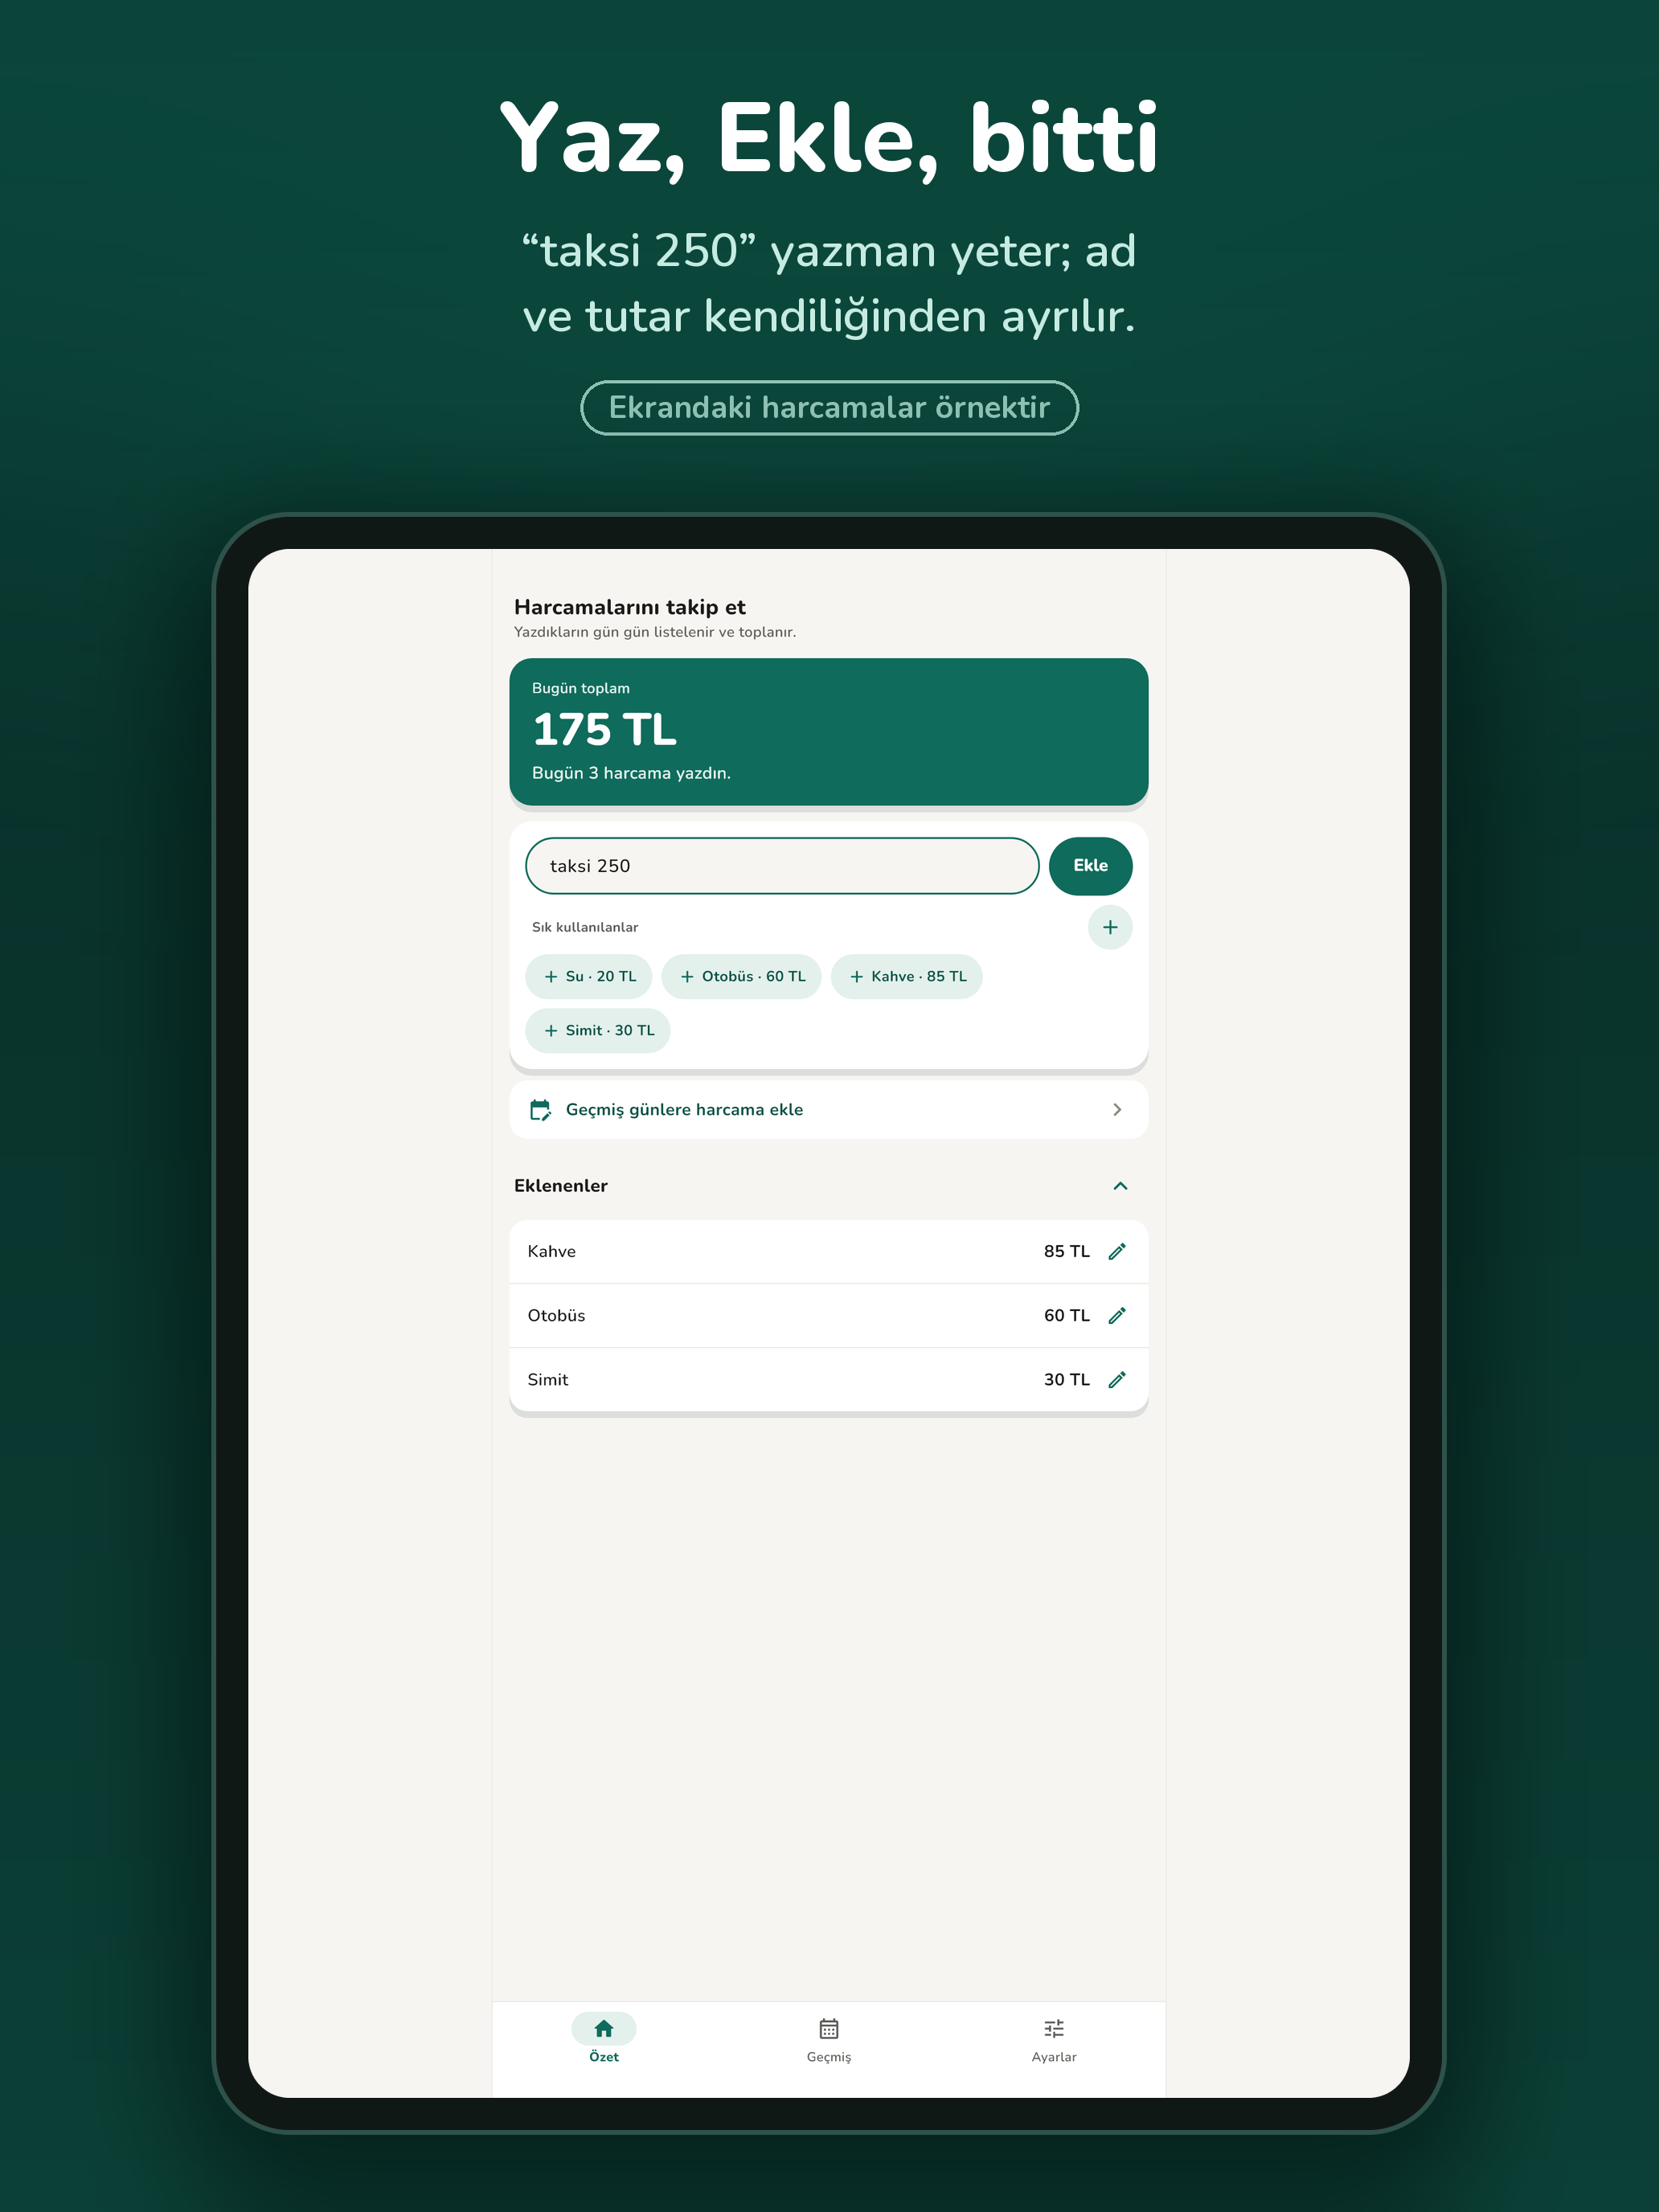 Yaz, Ekle, bitti
“taksi 250” yazman yeter; ad
ve tutar kendiliğinden ayrılır.
Ekrandaki harcamalar örnektir
Harcamalarını takip et
Yazdıkların gün gün listelenir ve toplanır.
Bugün toplam
175 TL
Bugün 3 harcama yazdın.
taksi 250
Ekle
Sık kullanılanlar
Su · 20 TL
Otobüs · 60 TL
Kahve · 85 TL
Simit · 30 TL
Geçmiş günlere harcama ekle
Eklenenler
Kahve 85 TL
Otobüs 60 TL
Simit 30 TL
Özet
Geçmiş
Ayarlar